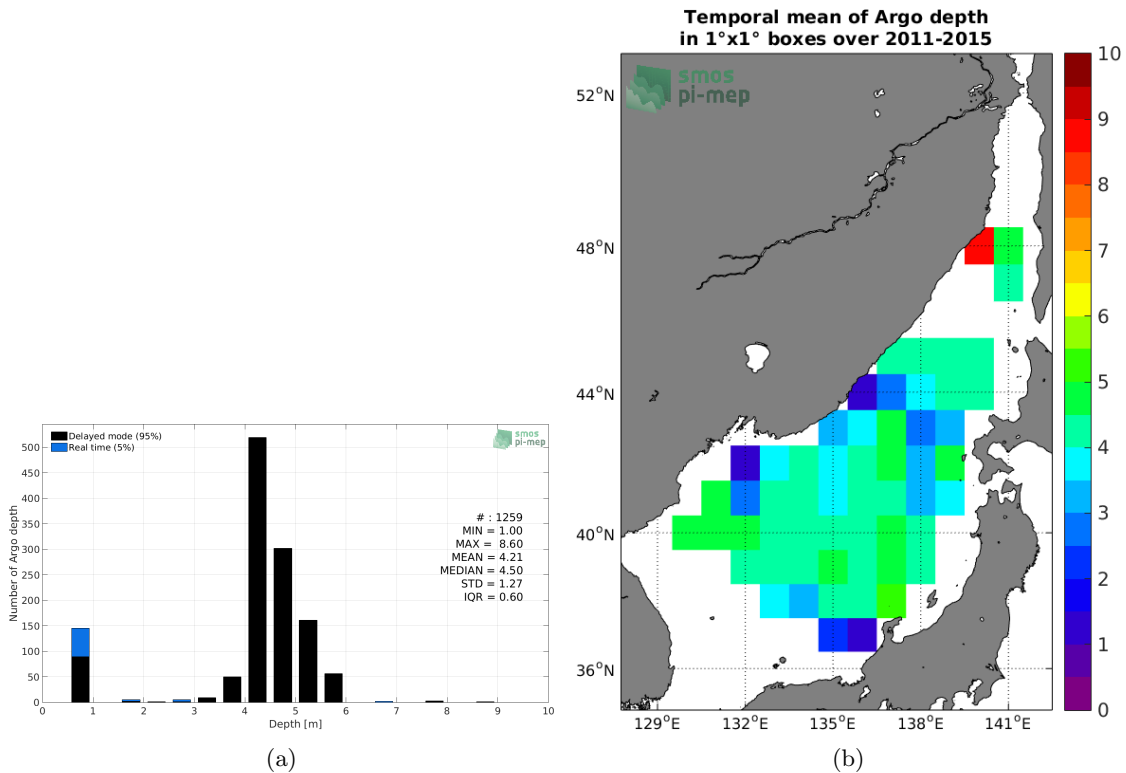 Temporal mean of Argo depth
in 1°x1° boxes over 2011-2015
smos
pi-mep
52°N
48°N
44°N
40°N
36°N
129°E 132°E 135°E 138°E 141°E
10
9
8
7
6
5
4
3
2
1
0
Delayed mode (95%)
Real time (5%)
smos
pi-mep
# : 1259
MIN = 1.00
MAX = 8.60
MEAN = 4.21
MEDIAN = 4.50
STD = 1.27
IQR = 0.60
Number of Argo depth
500
450
400
350
300
250
200
150
100
50
0
0 1 2 3 4 5 6 7 8 9 10
Depth [m]
(a)
(b)